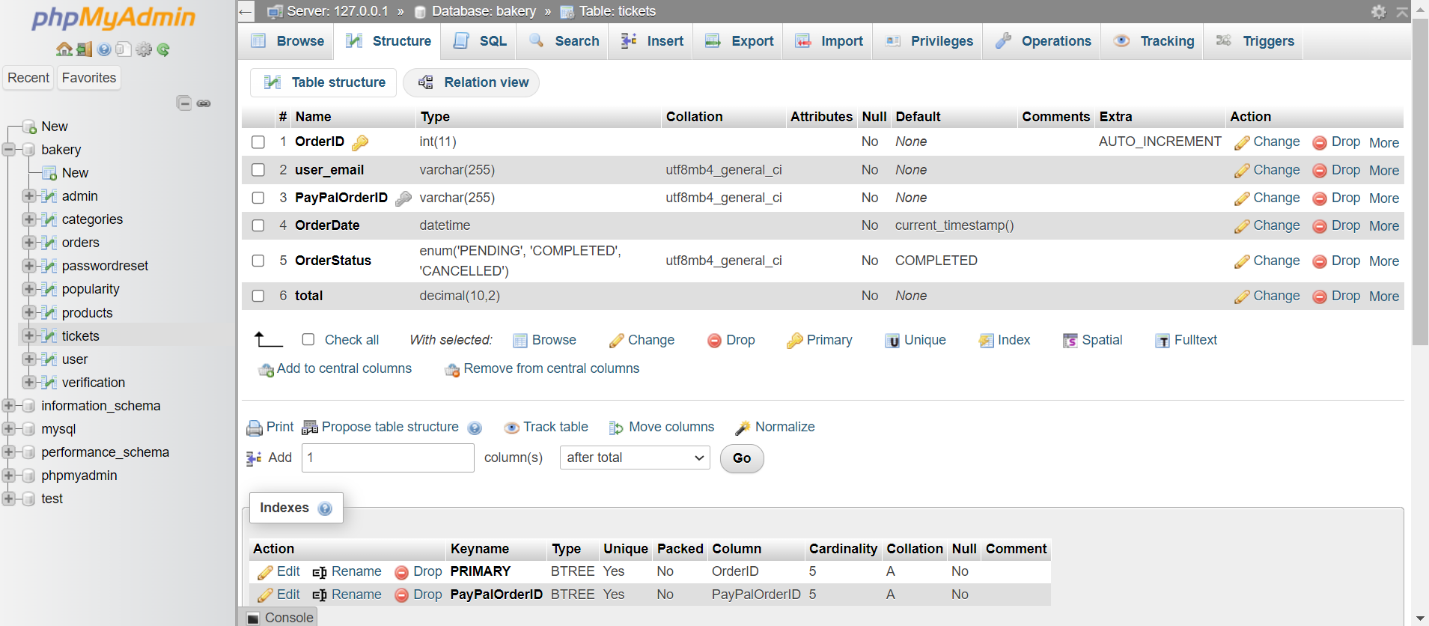 phpMyAdmin
Recent Favorites
New
bakery
New
admin
categories
orders
passwordreset
popularity
products
tickets
user
verification
information_schema
mysql
performance_schema
phpmyadmin
test
Server: 127.0.0.1 » Database: bakery » Table: tickets
Browse Structure SQL Search Insert Export Import Privileges Operations Tracking Triggers
Table structure Relation view
# Name Type Collation Attributes Null Default Comments Extra Action
1 OrderID int(11) No None AUTO_INCREMENT Change Drop More
2 user_email varchar(255) utf8mb4_general_ci No None Change Drop More
3 PayPalOrderID varchar(255) utf8mb4_general_ci No None Change Drop More
4 OrderDate datetime No current_timestamp() Change Drop More
5 OrderStatus enum('PENDING', 'COMPLETED', 'CANCELLED') utf8mb4_general_ci No COMPLETED Change Drop More
6 total decimal(10,2) No None Change Drop More
Check all With selected: Browse Change Drop Primary Unique Index Spatial Fulltext
Add to central columns Remove from central columns
Print Propose table structure Track table Move columns Normalize
Add 1 column(s) after total Go
Indexes
Action Keyname Type Unique Packed Column Cardinality Collation Null Comment
Edit Rename Drop PRIMARY BTREE Yes No OrderID 5 A No
Edit Rename Drop PayPalOrderID BTREE Yes No PayPalOrderID 5 A No
Console